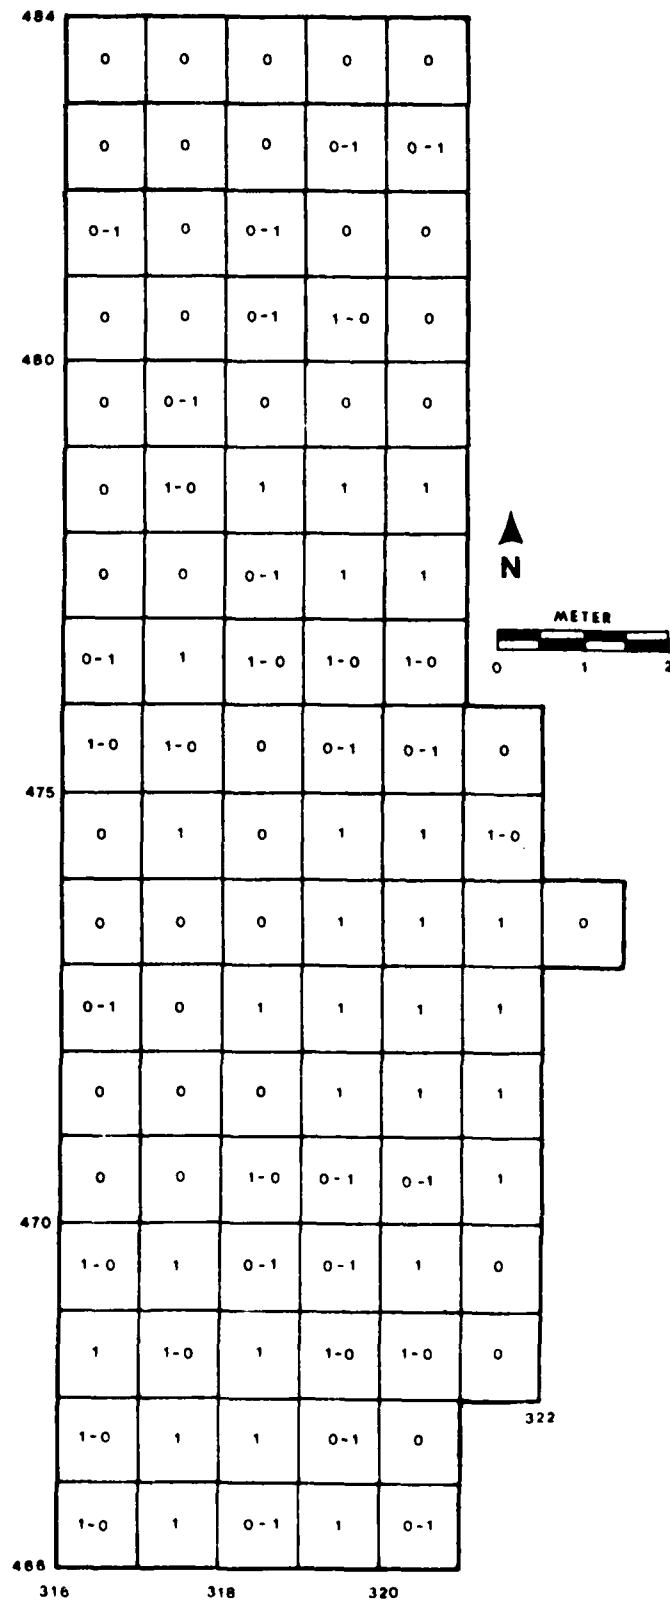 484
0 0 0 0 0
0 0 0 0-1 0-1
0-1 0 0-1 0 0
0 0 0-1 1-0 0
480
0 0-1 0 0 0
0 1-0 1 1 1
N
0 0 0-1 1 1
METER
0-1 1 1-0 1-0 1-0
0 1 2
1-0 1-0 0 0-1 0-1 0
475
0 1 0 1 1 1-0
0 0 0 1 1 1 0
0-1 0 1 1 1 1
0 0 0 1 1 1
0 0 1-0 0-1 0-1 1
470
1-0 1 0-1 0-1 1 0
1 1-0 1 1-0 1-0 0
322
1-0 1 1 0-1 0
1-0 1 0-1 1 0-1
466
316 318 320